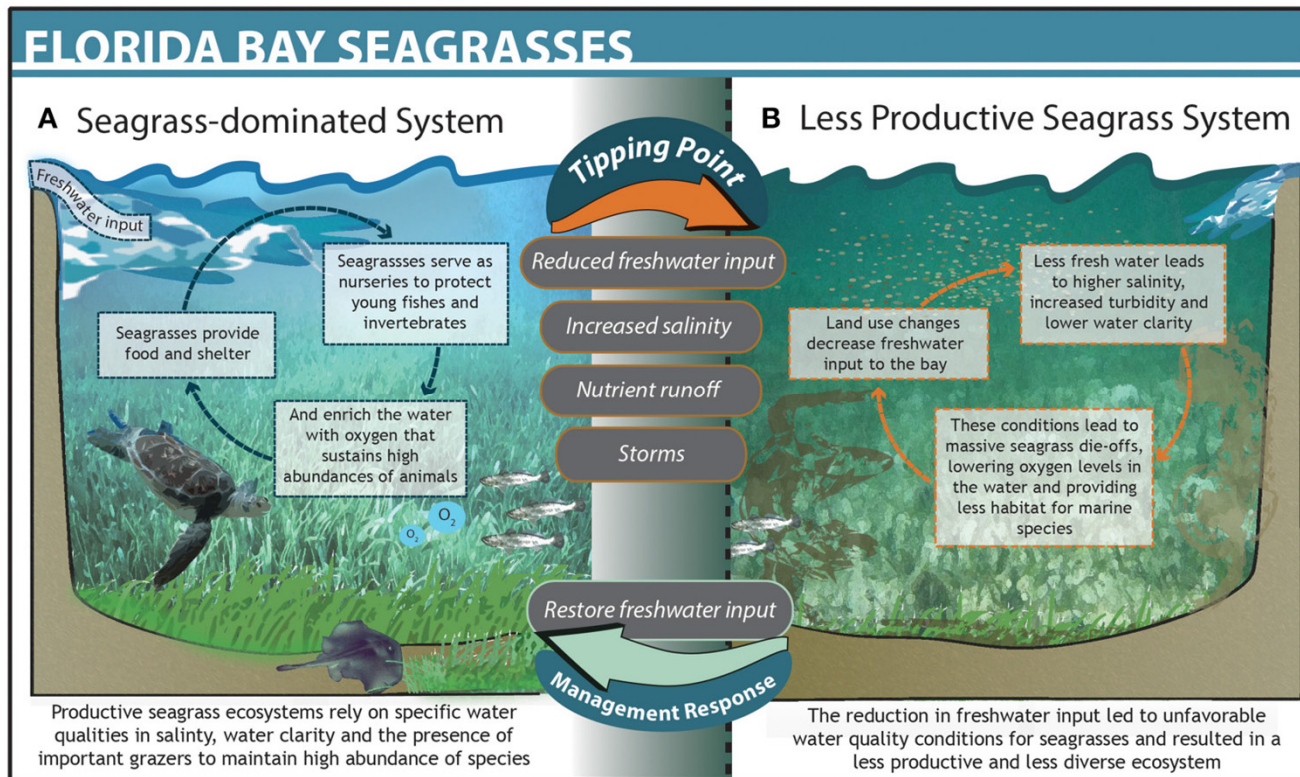 FLORIDA BAY SEAGRASSES
A Seagrass-dominated System
Freshwater input
Seagrassses serve as
nurseries to protect
young fishes and
invertebrates
Seagrasses provide
food and shelter
And enrich the water
with oxygen that
sustains high
abundances of animals
O2
O2
Productive seagrass ecosystems rely on specific water
qualities in salinty, water clarity and the presence of
important grazers to maintain high abundance of species
Tipping Point
Reduced freshwater input
Increased salinity
Nutrient runoff
Storms
Restore freshwater input
Management Response
B Less Productive Seagrass System
Less fresh water leads
to higher salinity,
increased turbidity and
lower water clarity
Land use changes
decrease freshwater
input to the bay
These conditions lead to
massive seagrass die-offs,
lowering oxygen levels in
the water and providing
less habitat for marine
species
The reduction in freshwater input led to unfavorable
water quality conditions for seagrasses and resulted in a
less productive and less diverse ecosystem